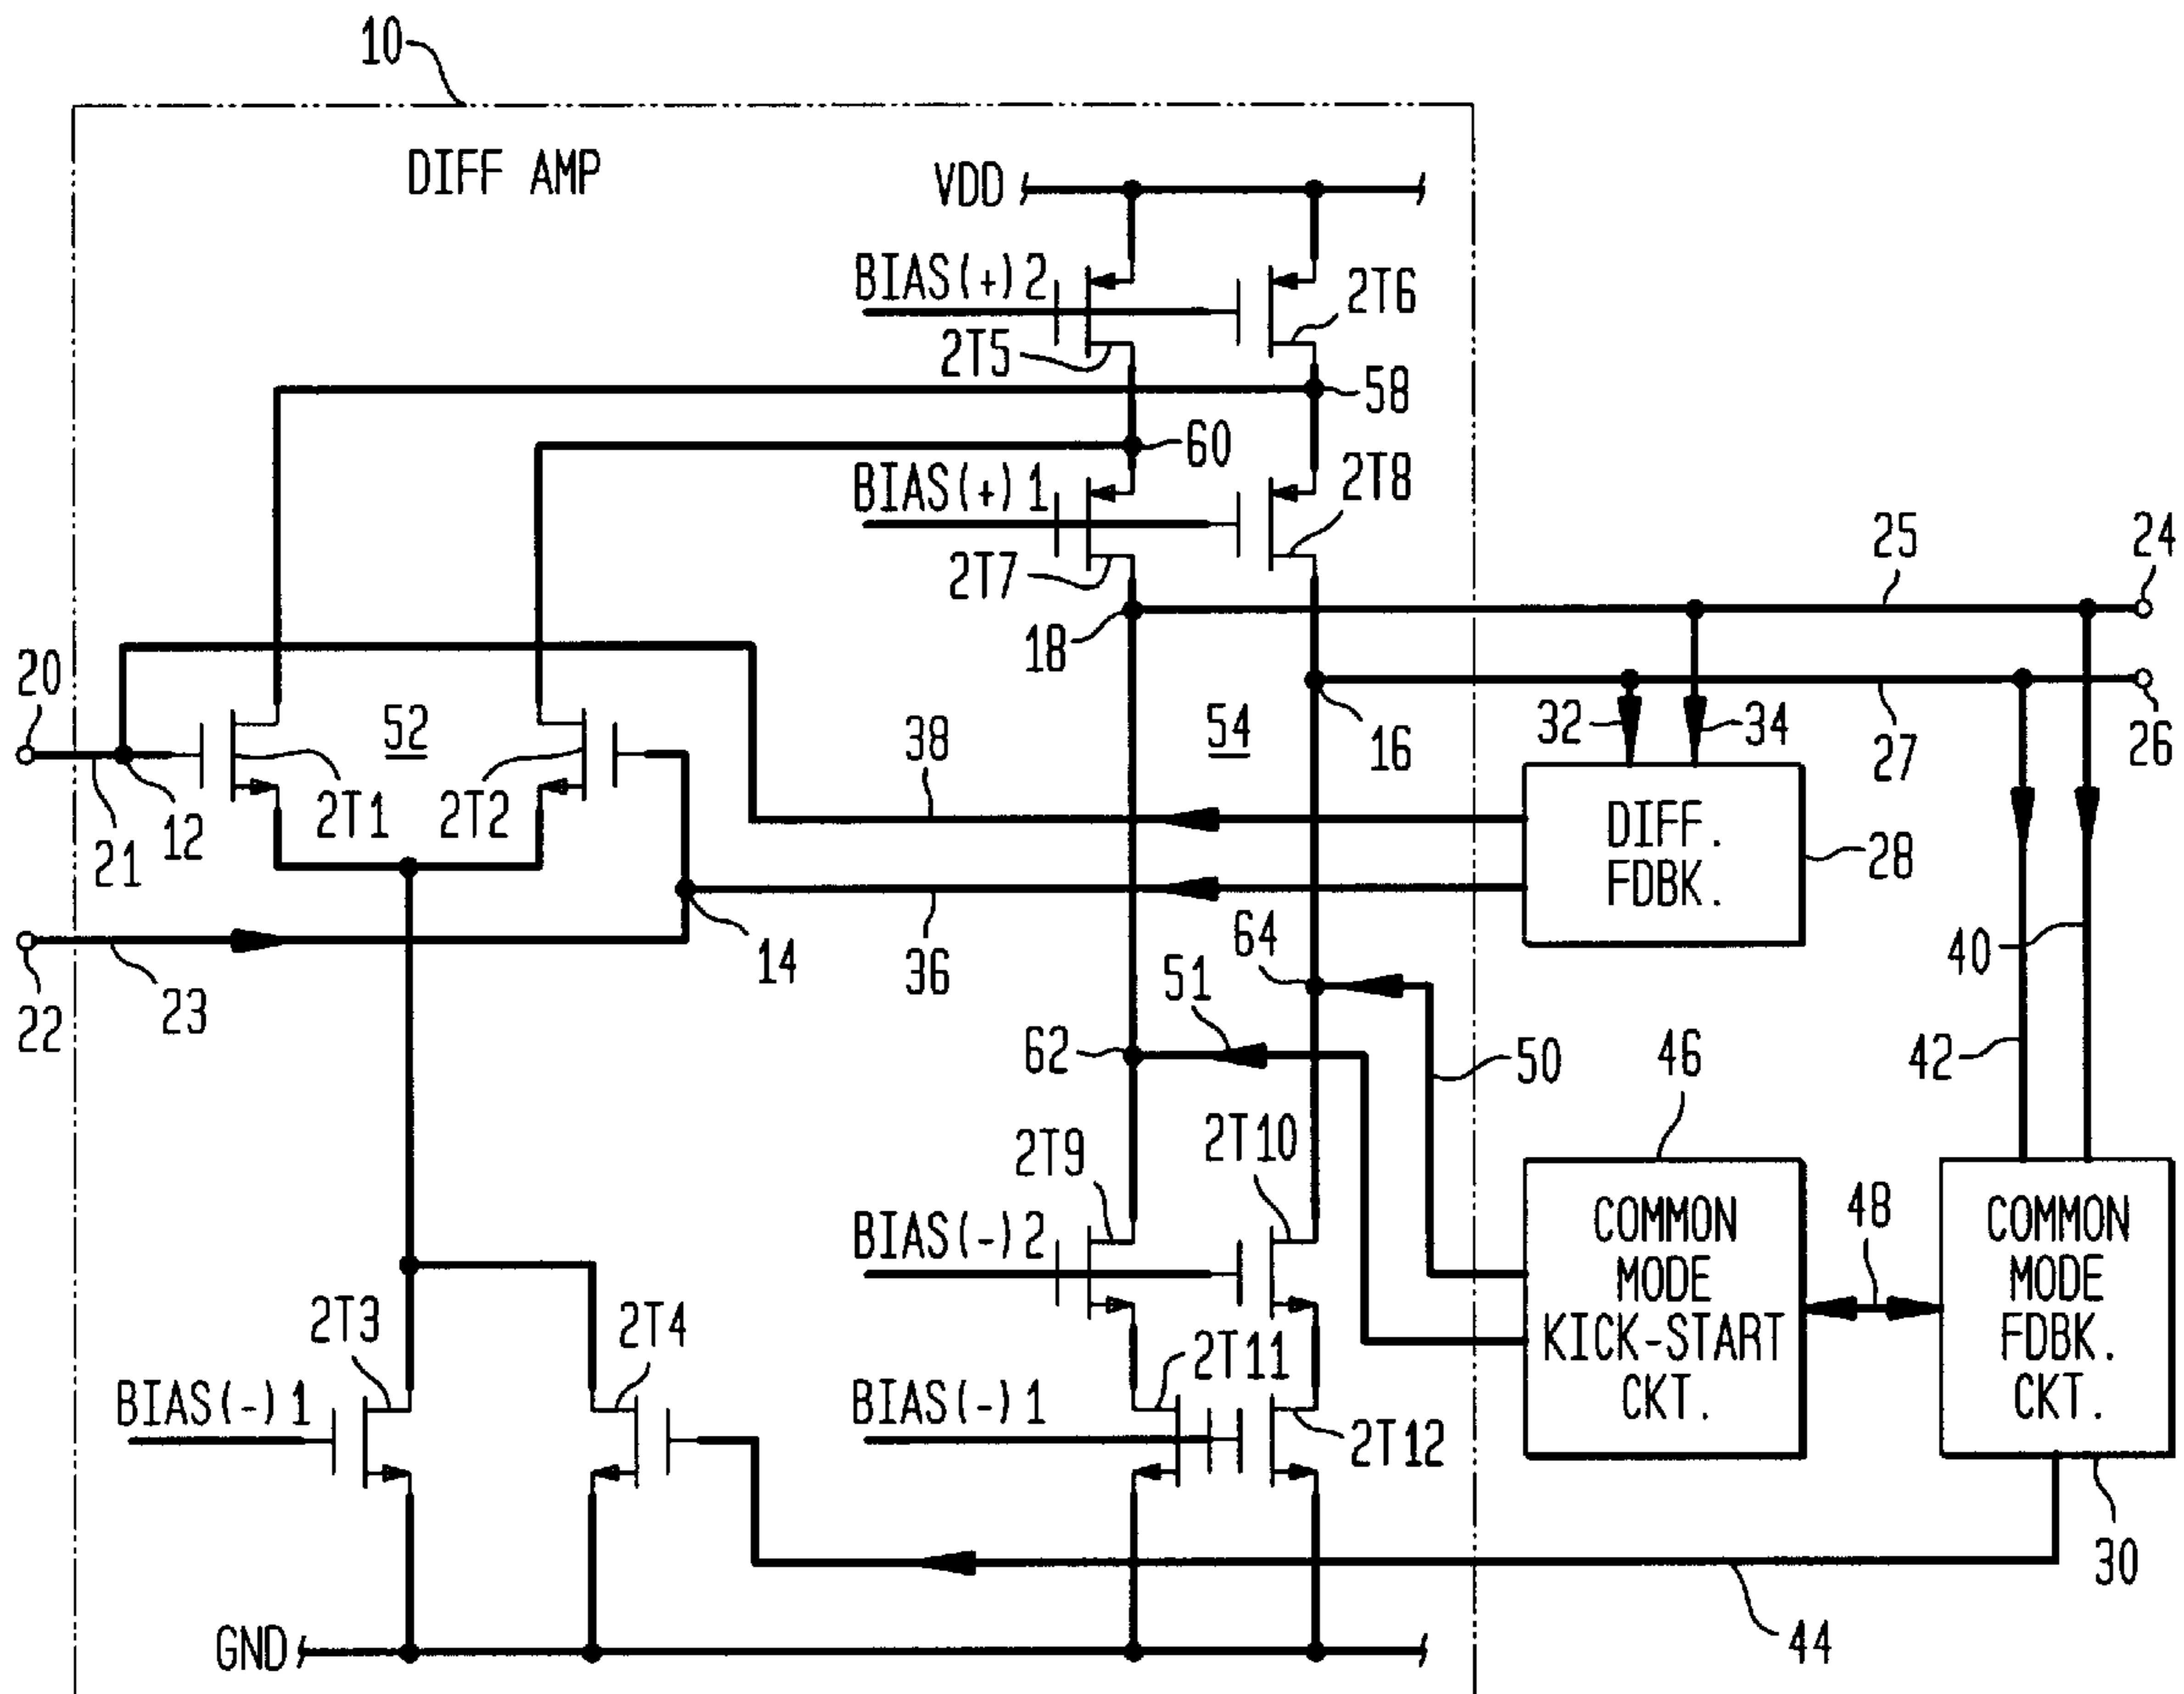 10
DIFF AMP
VDD
BIAS(+)2
2T6
2T5
58
60
BIAS(+)1
2T8
2T7
25
24
18
20
52
38
54
16
32
34
27
26
2T1
2T2
12
21
DIFF.
FDBK.
28
14
36
64
23
22
51
62
40
42
46
50
2T9
2T10
COMMON
MODE
KICK-START
CKT.
48
COMMON
MODE
FDBK.
CKT.
BIAS(-)2
2T3
2T4
2T11
BIAS(-)1
BIAS(-)1
2T12
30
GND
44